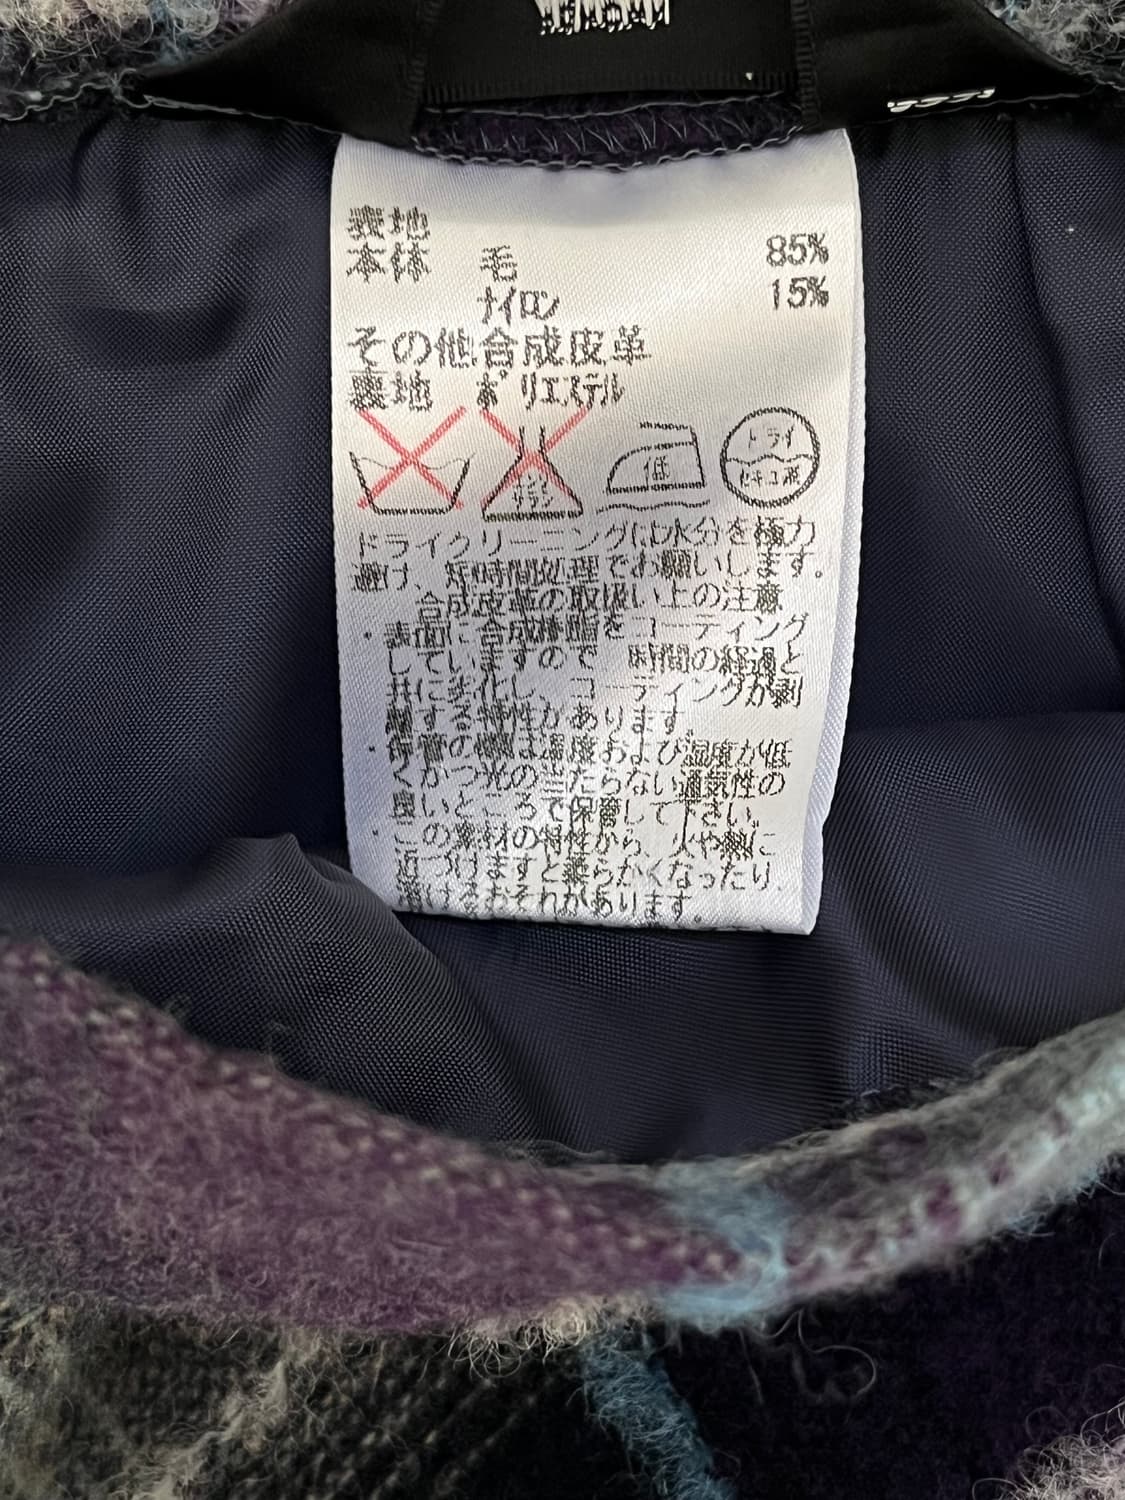 表地
本体 毛 85%
ナイロン 15%
その他 合成皮革
裏地 ポリエステル
エンソ サラシ
低
ドライ
セキユ系
ドライクリーニングは水分を極力
避け、短時間処理でお願いします。
合成皮革の取扱い上の注意
・表面に合成樹脂をコーティング
していますので 時間の経過と
共に劣化し、コーティングが剥
離する特性があります。
・保管の際は温度および湿度が低
くかつ光の当たらない通気性の
良いところで保管して下さい。
・この素材の特性から、火や熱に
近づけますと柔らかくなったり、
溶けるおそれがあります。